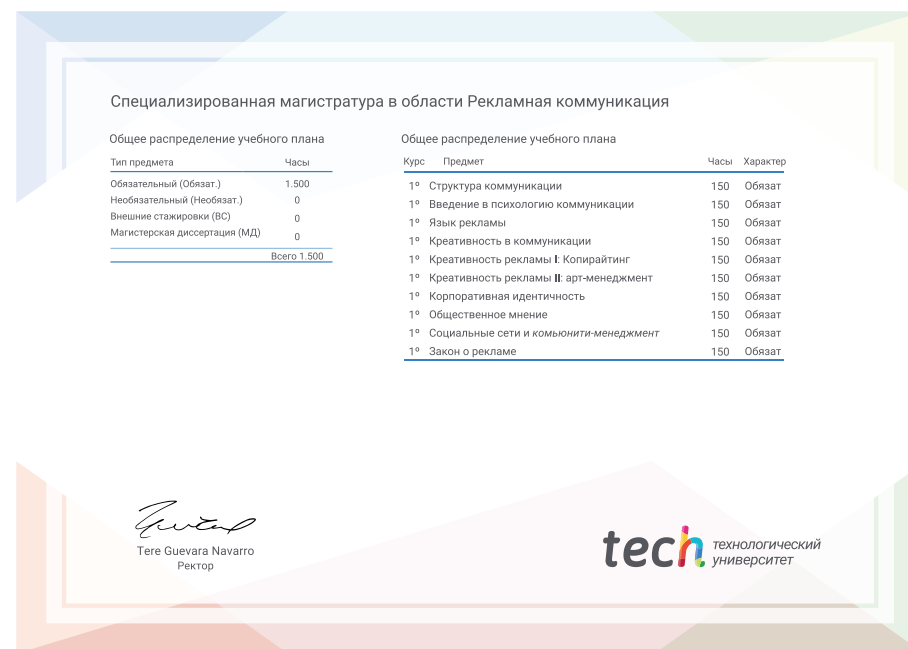 Специализированная магистратура в области Рекламная коммуникация
Общее распределение учебного плана
Тип предмета Часы
Обязательный (Обязат.) 1.500
Необязательный (Необязат.) 0
Внешние стажировки (ВС) 0
Магистерская диссертация (МД) 0
Всего 1.500
Общее распределение учебного плана
Курс Предмет Часы Характер
1º Структура коммуникации 150 Обязат
1º Введение в психологию коммуникации 150 Обязат
1º Язык рекламы 150 Обязат
1º Креативность в коммуникации 150 Обязат
1º Креативность рекламы I: Копирайтинг 150 Обязат
1º Креативность рекламы II: арт-менеджмент 150 Обязат
1º Корпоративная идентичность 150 Обязат
1º Общественное мнение 150 Обязат
1º Социальные сети и комьюнити-менеджмент 150 Обязат
1º Закон о рекламе 150 Обязат
Tere Guevara Navarro
Ректор
tech технологический
университет